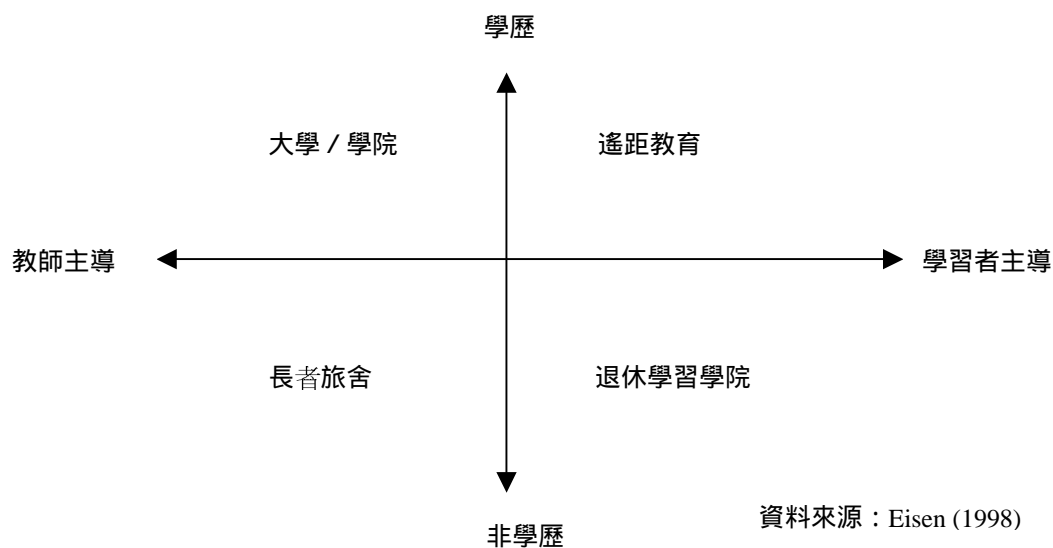 學歷
大學 / 學院 遙距教育
教師主導 學習者主導
長者旅舍 退休學習學院
非學歷
資料來源：Eisen (1998)